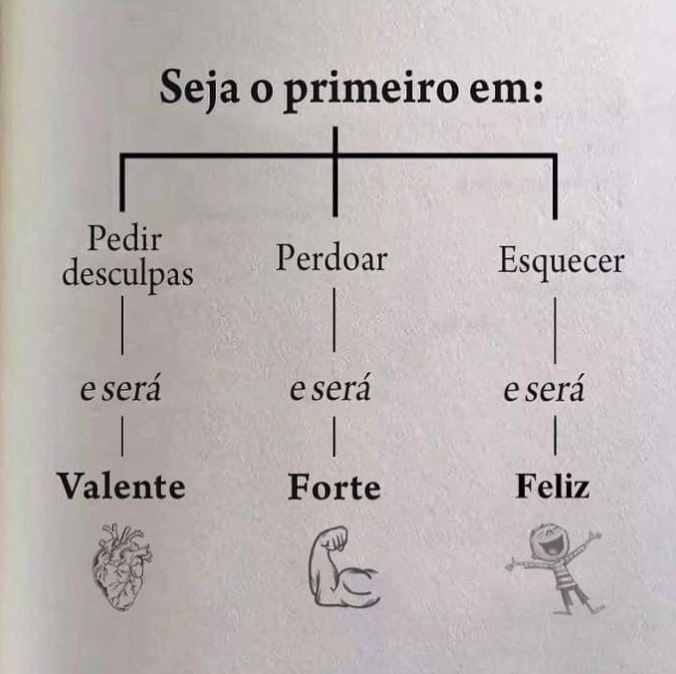 Seja o primeiro em:
Pedir
desculpas
e será
Valente
Perdoar
e será
Forte
Esquecer
e será
Feliz